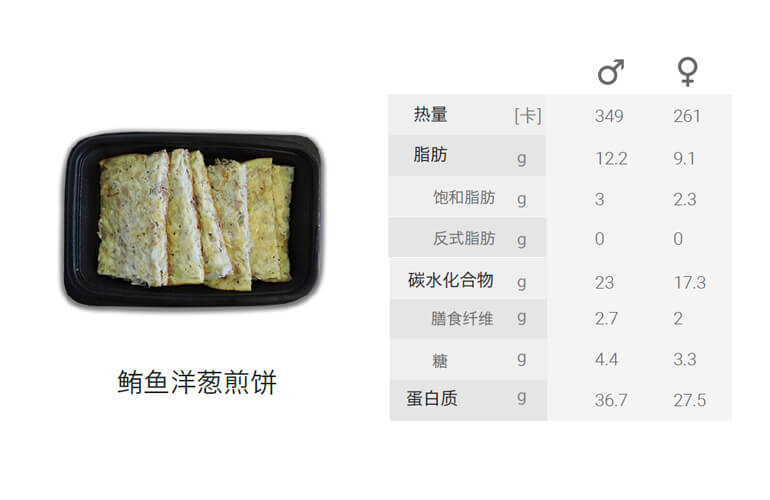 ♂ ♀
热量 [卡] 349 261
脂肪 g 12.2 9.1
饱和脂肪 g 3 2.3
反式脂肪 g 0 0
碳水化合物 g 23 17.3
膳食纤维 g 2.7 2
糖 g 4.4 3.3
蛋白质 g 36.7 27.5
鲔鱼洋葱煎饼